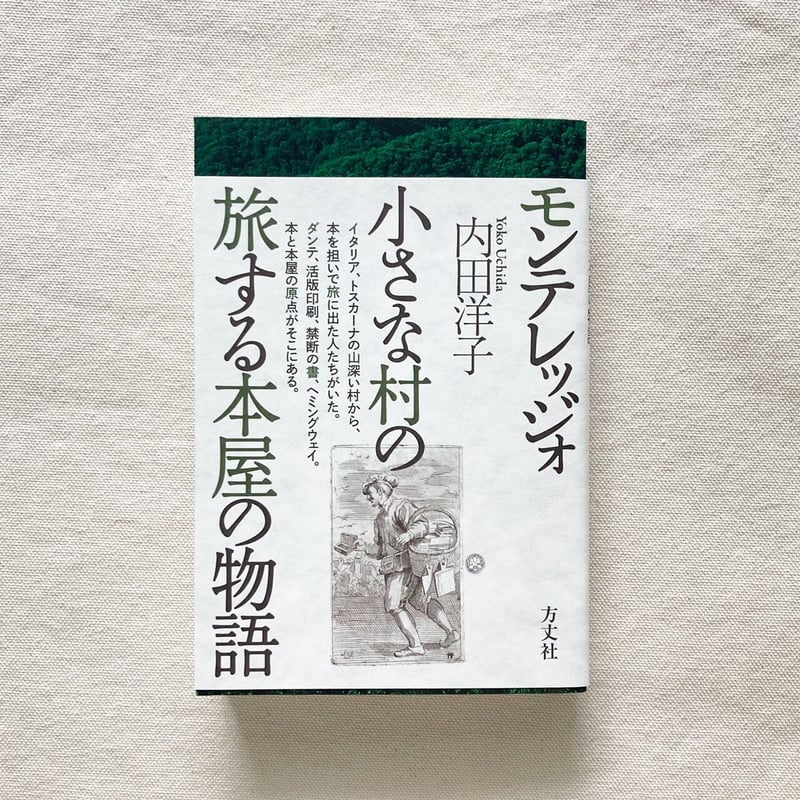 モンテレッジォ
小さな村の
旅する本屋の物語
Yoko Uchida
内田洋子
イタリア、トスカーナの山深い村から、
本を担いで旅に出た人たちがいた。
ダンテ、活版印刷、禁断の書、ヘミングウェイ。
本と本屋の原点がそこにある。
方丈社